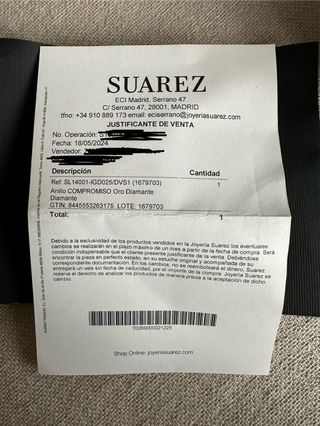 SUAREZ
ECI Madrid, Serrano 47
C/ Serrano 47, 28001, MADRID
tfno: +34 910 889 173 email: eciserrano@joyeriasuarez.com
JUSTIFICANTE DE VENTA
No. Operación:
Fecha: 18/05/2024
Vendedor:
Descripción Cantidad
Ref. SL14001-IGD025/DVS1 (1679703) 1
Anillo COMPROMISO Oro Diamante
Diamante
GTIN: 8445553263175 LOTE: 1679703
Total: 1
Debido a la exclusividad de los productos vendidos en la Joyería Suarez los eventuales
cambios se realizarán en el plazo máximo de un mes a partir de la fecha de compra. Será
condición indispensable que el cliente presente justificante de la venta. Debiéndose
encontrar la pieza en perfecto estado, en su estuche original y acompañada de su
correspondiente documentación. En los cambios, no se reembolsará el dinero, Suarez
entregará un vale sin fecha de caducidad, por el importe de la compra. Joyería Suarez se
reserva el derecho de analizar los productos de manera previa a la aceptación de dicho
cambio.
T0069000021226
Shop Online: joyeriasuarez.com